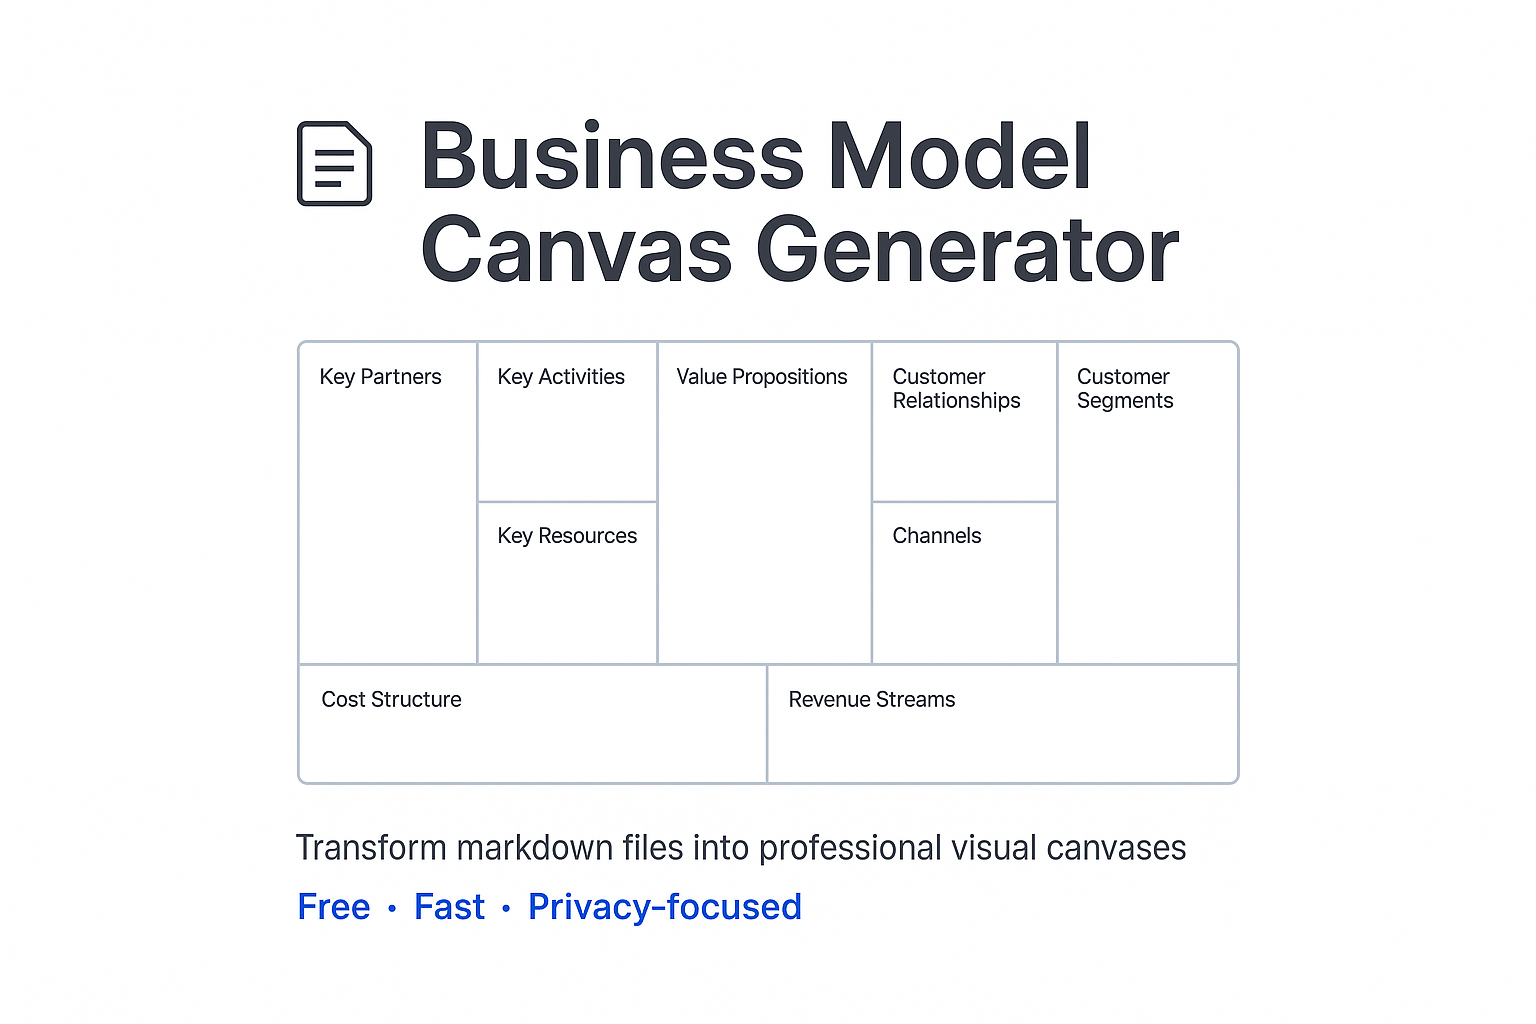 Business Model
Canvas Generator
Key Partners
Key Activities
Key Resources
Value Propositions
Customer
Relationships
Channels
Customer
Segments
Cost Structure
Revenue Streams
Transform markdown files into professional visual canvases
Free • Fast • Privacy-focused